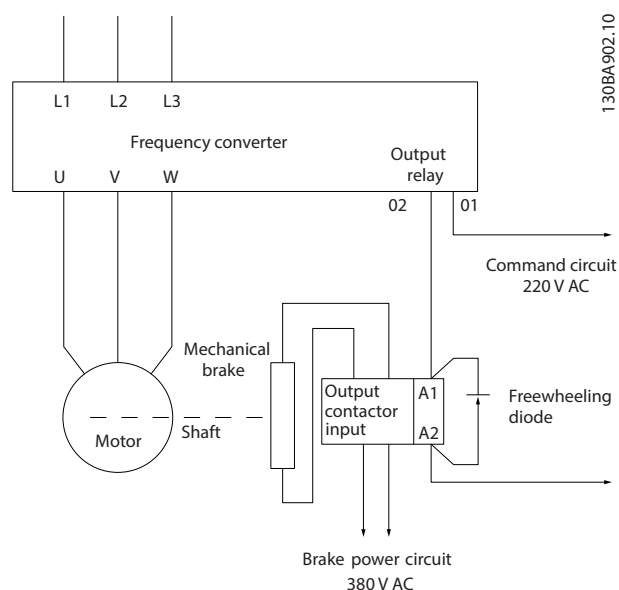 130BA902.10
L1 L2 L3
Frequency converter
U V W
Output
relay
02 01
Command circuit
220 V AC
Mechanical
brake
Output
contactor
input
A1
A2
Freewheeling
diode
Motor
Shaft
Brake power circuit
380 V AC